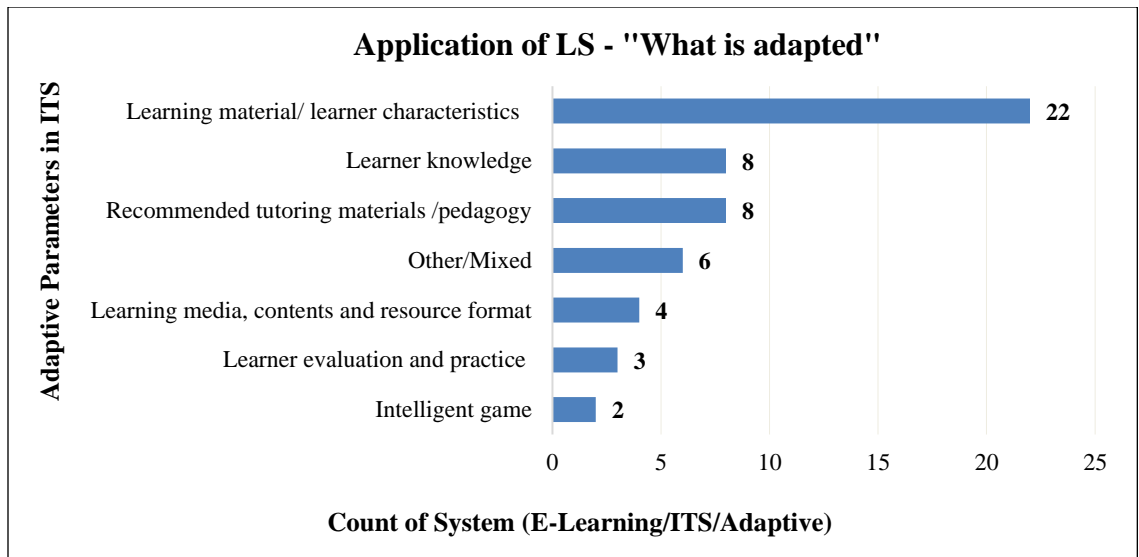 Application of LS - "What is adapted"
Adaptive Parameters in ITS
Learning material/ learner characteristics
22
Learner knowledge
8
Recommended tutoring materials /pedagogy
8
Other/Mixed
6
Learning media, contents and resource format
4
Learner evaluation and practice
3
Intelligent game
2
0
5
10
15
20
25
Count of System (E-Learning/ITS/Adaptive)